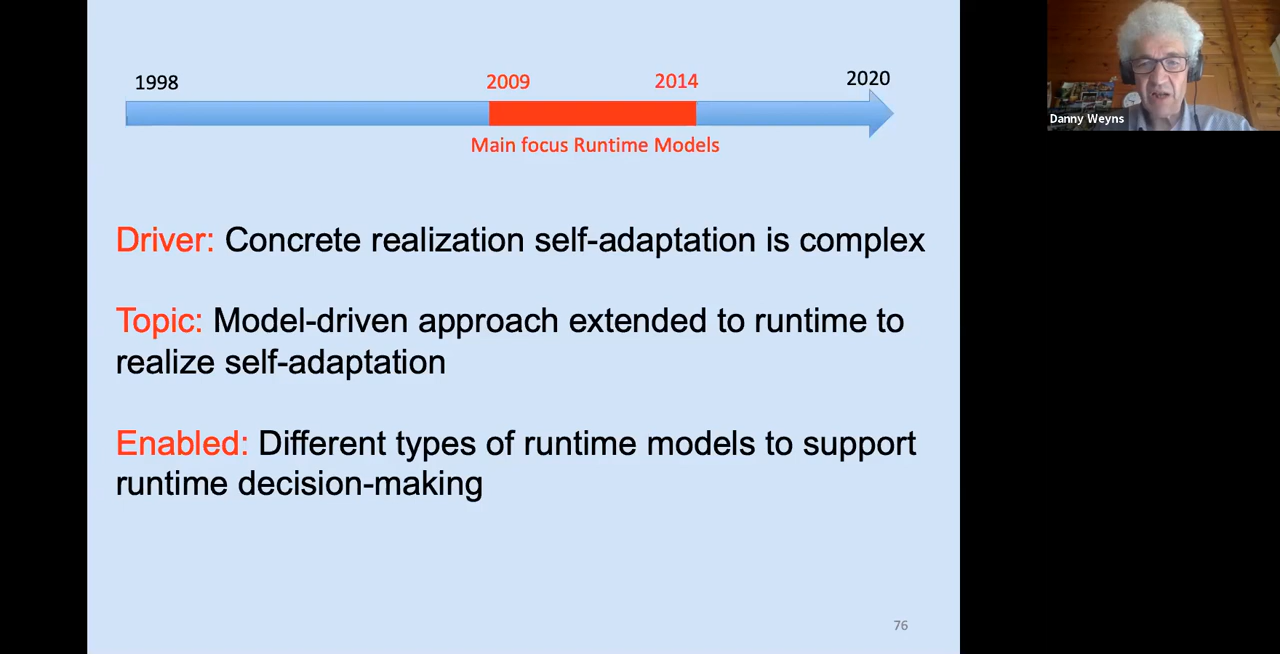 1998
2009
2014
2020
Main focus Runtime Models
Driver: Concrete realization self-adaptation is complex
Topic: Model-driven approach extended to runtime to
realize self-adaptation
Enabled: Different types of runtime models to support
runtime decision-making
76
Danny Weyns